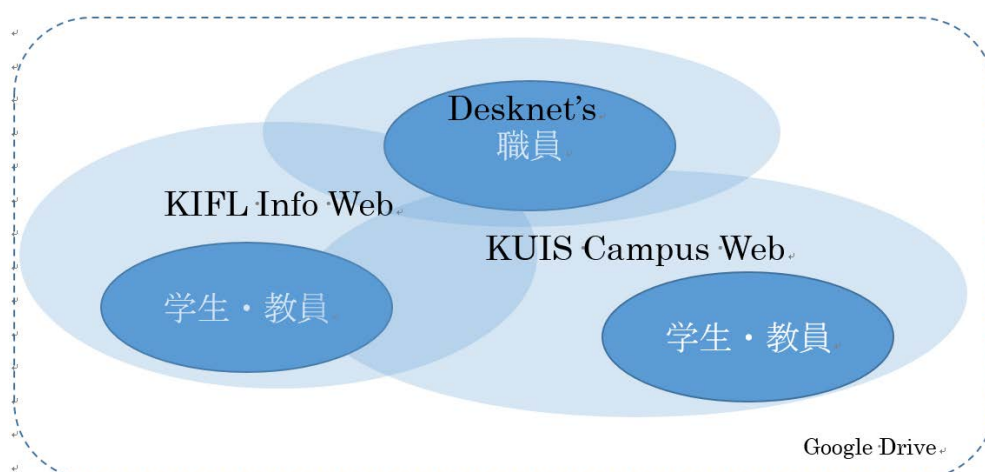 Desknet's
職員
KIFL Info Web
KUIS Campus Web
学生・教員
学生・教員
Google Drive